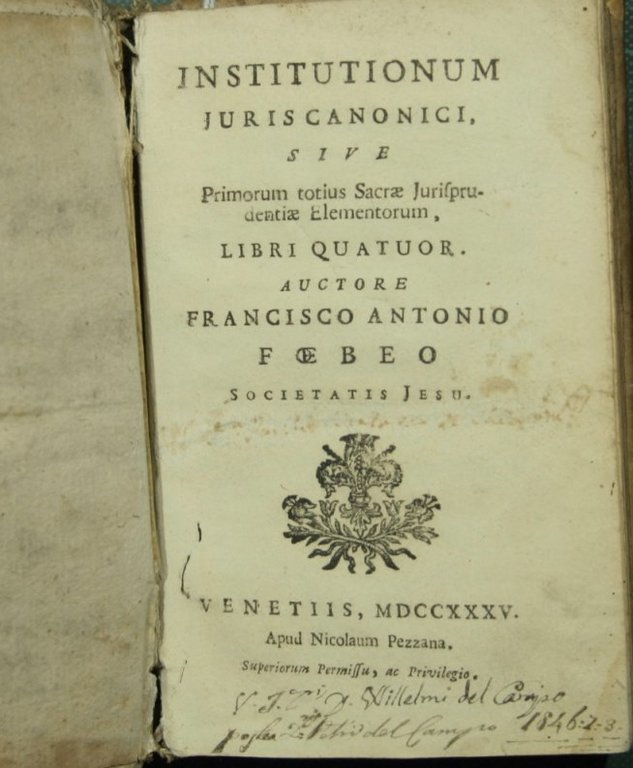 INSTITUTIONUM
JURIS CANONICI,
SIVE
Primorum totius Sacræ Juriſpru-
dentiæ Elementorum,
LIBRI QUATUOR.
AUCTORE
FRANCISCO ANTONIO
FŒBEO
SOCIETATIS JESU.
VENETIIS, MDCCXXXV.
Apud Nicolaum Pezzana.
Superiorum Permiſſu, ac Privilegio.
Willelmi del Campo
del Campo 1846